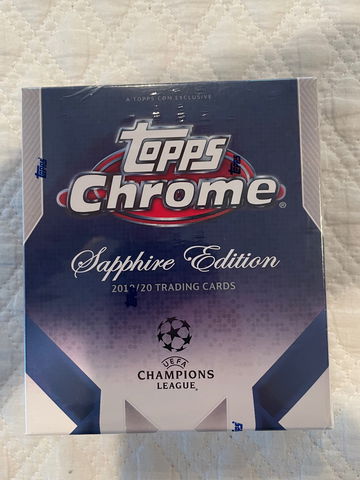 A TOPPS.COM EXCLUSIVE
Topps
Chrome®
Sapphire Edition
2019/20 TRADING CARDS
UEFA
CHAMPIONS
LEAGUE®